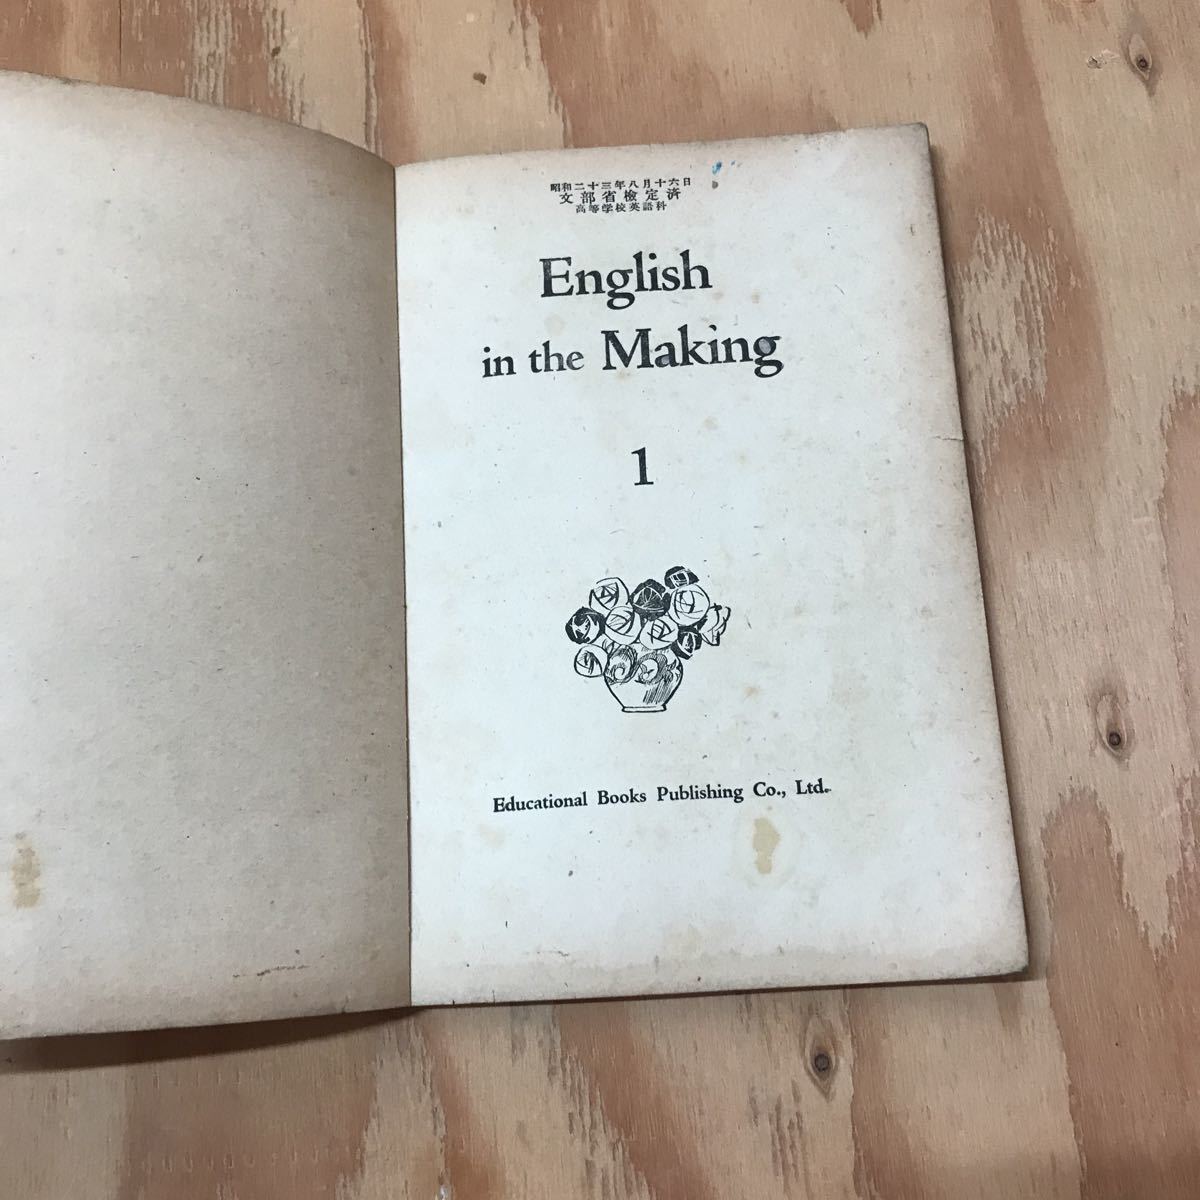 昭和二十三年八月十六日
文部省檢定済
高等学校英語科
English
in the Making
1
Educational Books Publishing Co., Ltd.